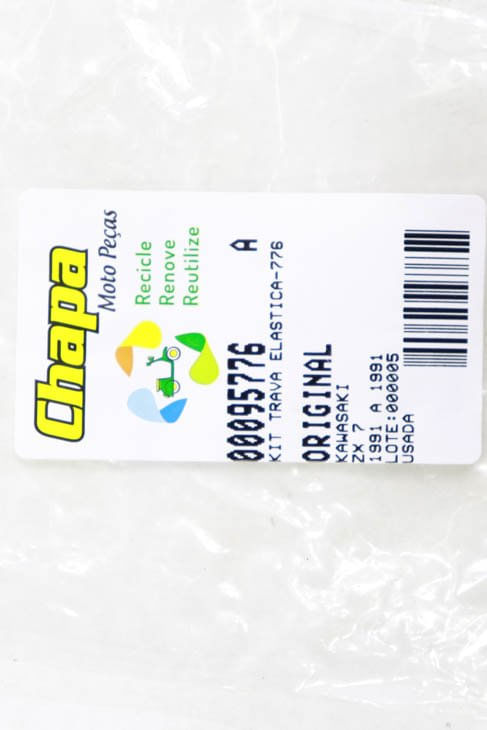 Chapa
Moto Peças
Recicle
Renove
Reutilize
00095776 A
KIT TRAVA ELASTICA-776
ORIGINAL
KAWASAKI
ZX 7
1991 A 1991
LOTE:000005
USADA